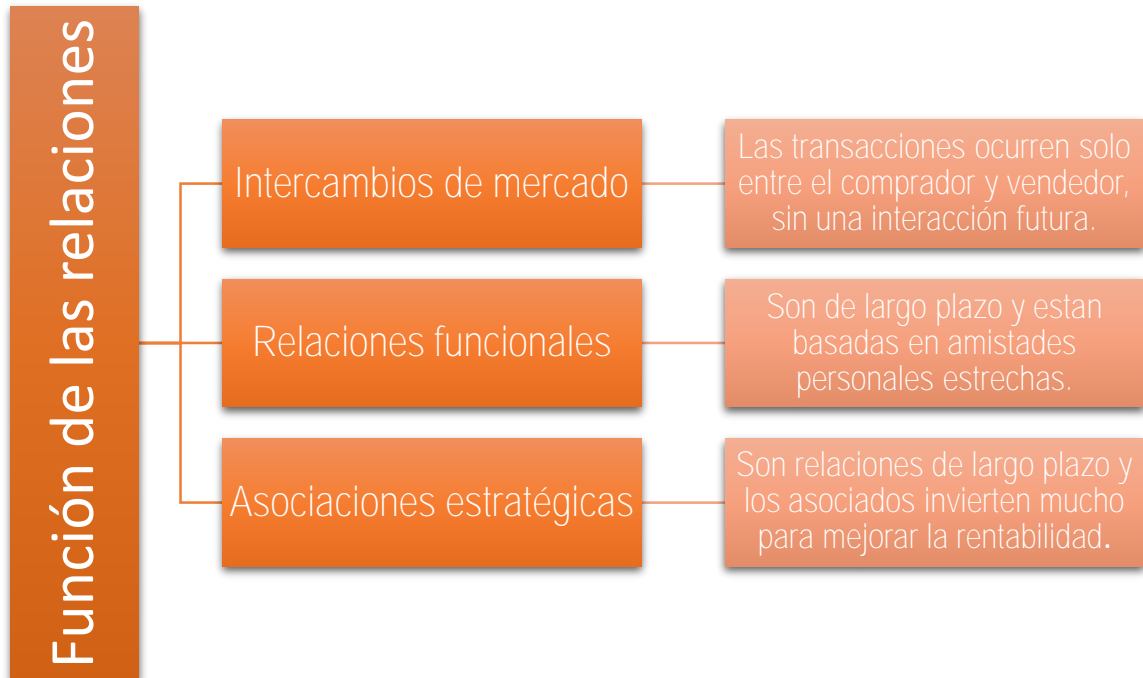 Función de las relaciones
Intercambios de mercado
Las transacciones ocurren solo
entre el comprador y vendedor,
sin una interacción futura.
Relaciones funcionales
Son de largo plazo y estan
basadas en amistades
personales estrechas.
Asociaciones estratégicas
Son relaciones de largo plazo y
los asociados invierten mucho
para mejorar la rentabilidad.